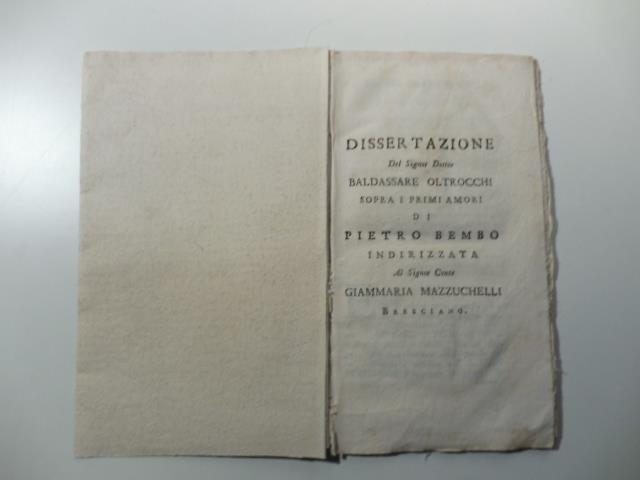 DISSERTAZIONE
Del Signor Dottor
BALDASSARE OLTROCCHI
SOPRA I PRIMI AMORI
DI
PIETRO BEMBO
INDIRIZZATA
Al Signor Conte
GIAMMARIA MAZZUCHELLI
BRESCIANO.